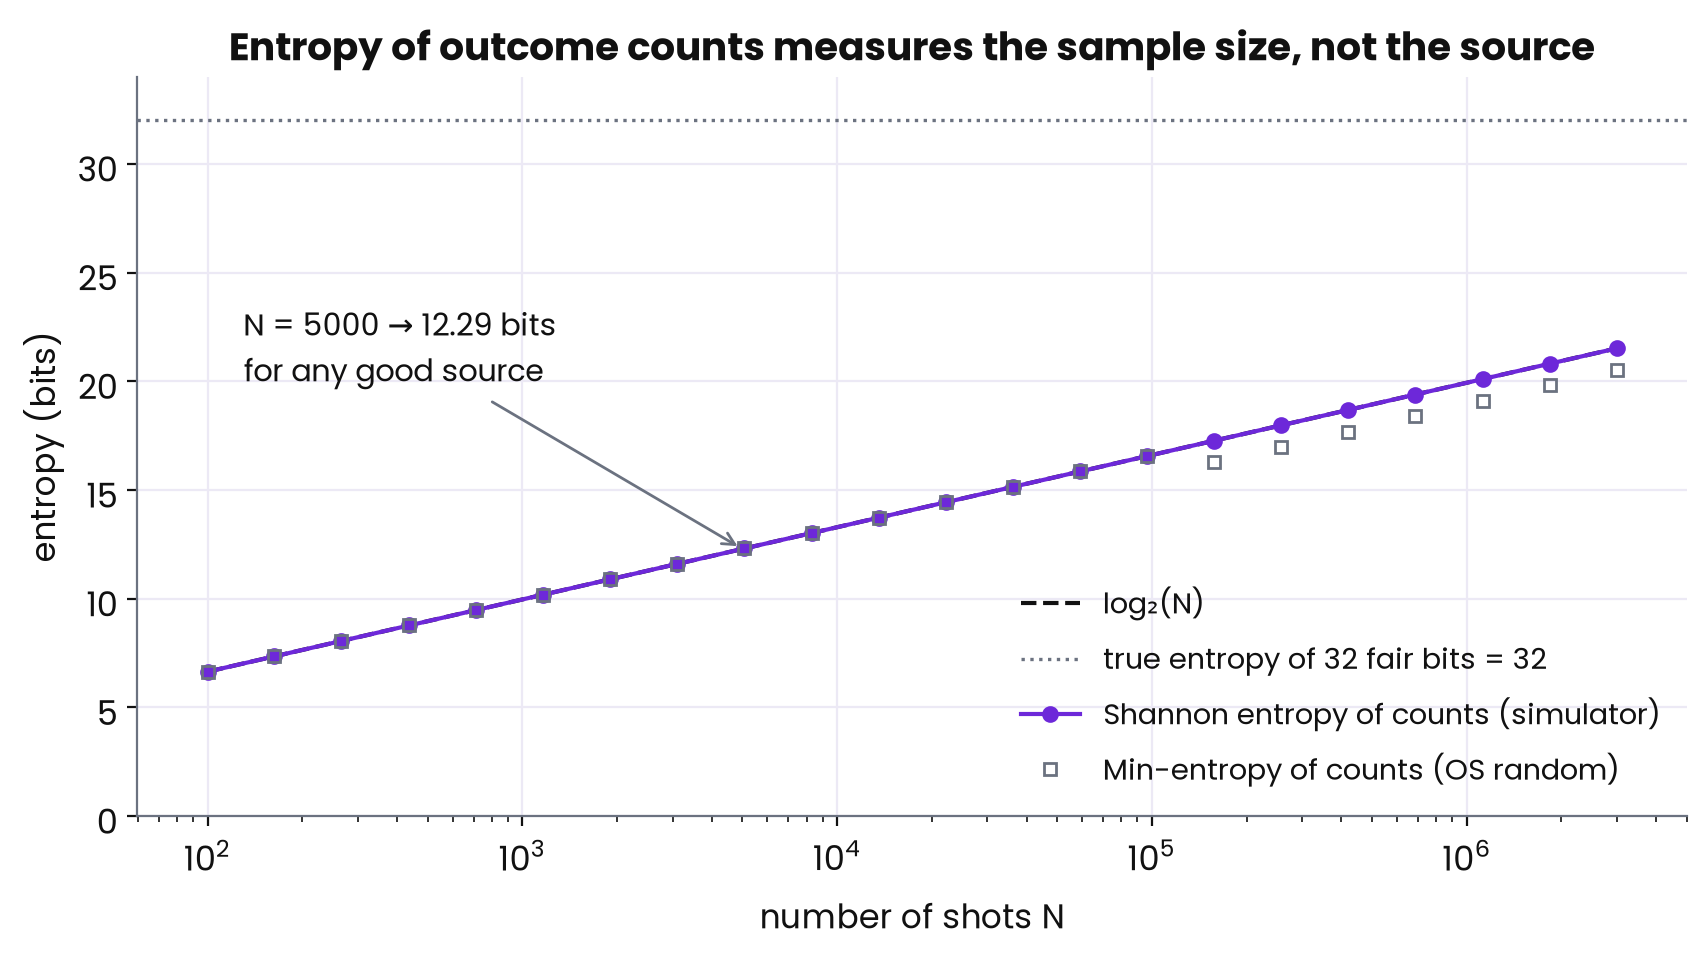 Entropy of outcome counts measures the sample size, not the source
entropy (bits)
30
25
20
15
10
5
0
N = 5000 → 12.29 bits
for any good source
log₂(N)
true entropy of 32 fair bits = 32
Shannon entropy of counts (simulator)
Min-entropy of counts (OS random)
10² 10³ 10⁴ 10⁵ 10⁶
number of shots N